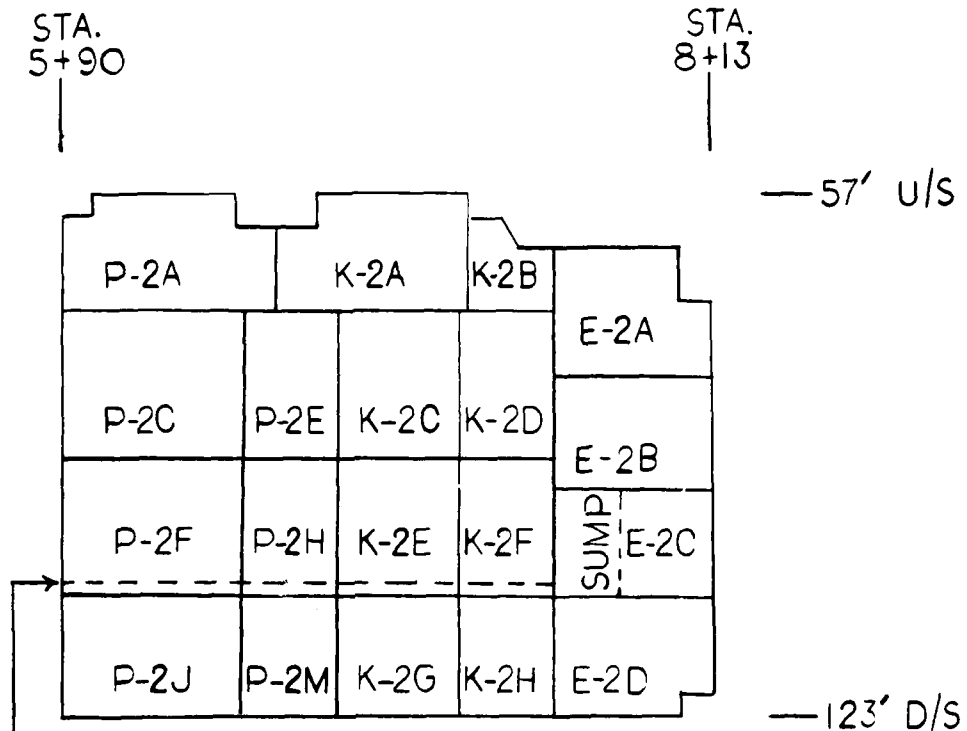 STA.
5+90
STA.
8+13
57' U/S
P-2A
K-2A
K-2B
E-2A
P-2C
P-2E
K-2C
K-2D
E-2B
P-2F
P-2H
K-2E
K-2F
SUMP
E-2C
P-2J
P-2M
K-2G
K-2H
E-2D
123' D/S